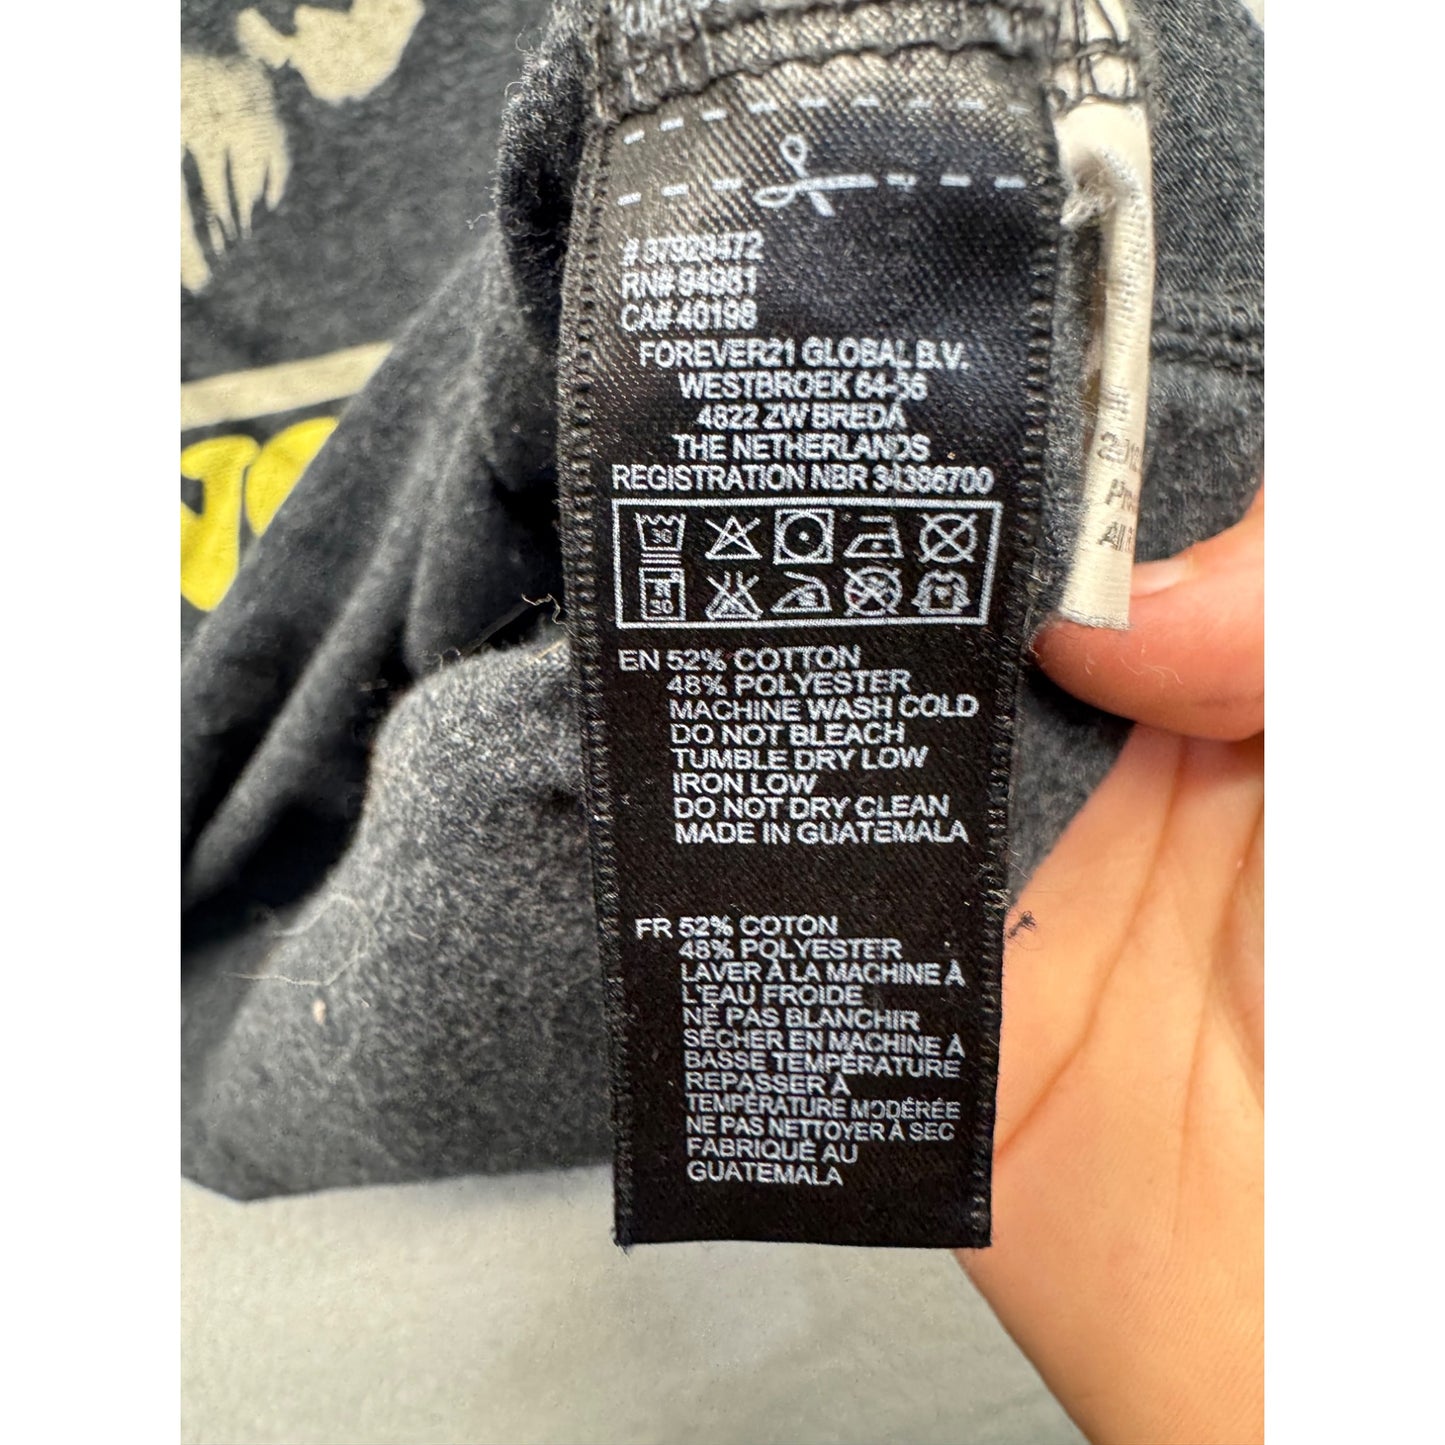 # 37929472
RN# 94981
CA# 40198
FOREVER21 GLOBAL B.V.
WESTBROEK 64-56
4822 ZW BREDA
THE NETHERLANDS
REGISTRATION NBR 34386700
30
30
EN 52% COTTON
48% POLYESTER
MACHINE WASH COLD
DO NOT BLEACH
TUMBLE DRY LOW
IRON LOW
DO NOT DRY CLEAN
MADE IN GUATEMALA
FR 52% COTON
48% POLYESTER
LAVER À LA MACHINE À
L'EAU FROIDE
NE PAS BLANCHIR
SÉCHER EN MACHINE À
BASSE TEMPÉRATURE
REPASSER À
TEMPÉRATURE MODÉRÉE
NE PAS NETTOYER À SEC
FABRIQUÉ AU
GUATEMALA